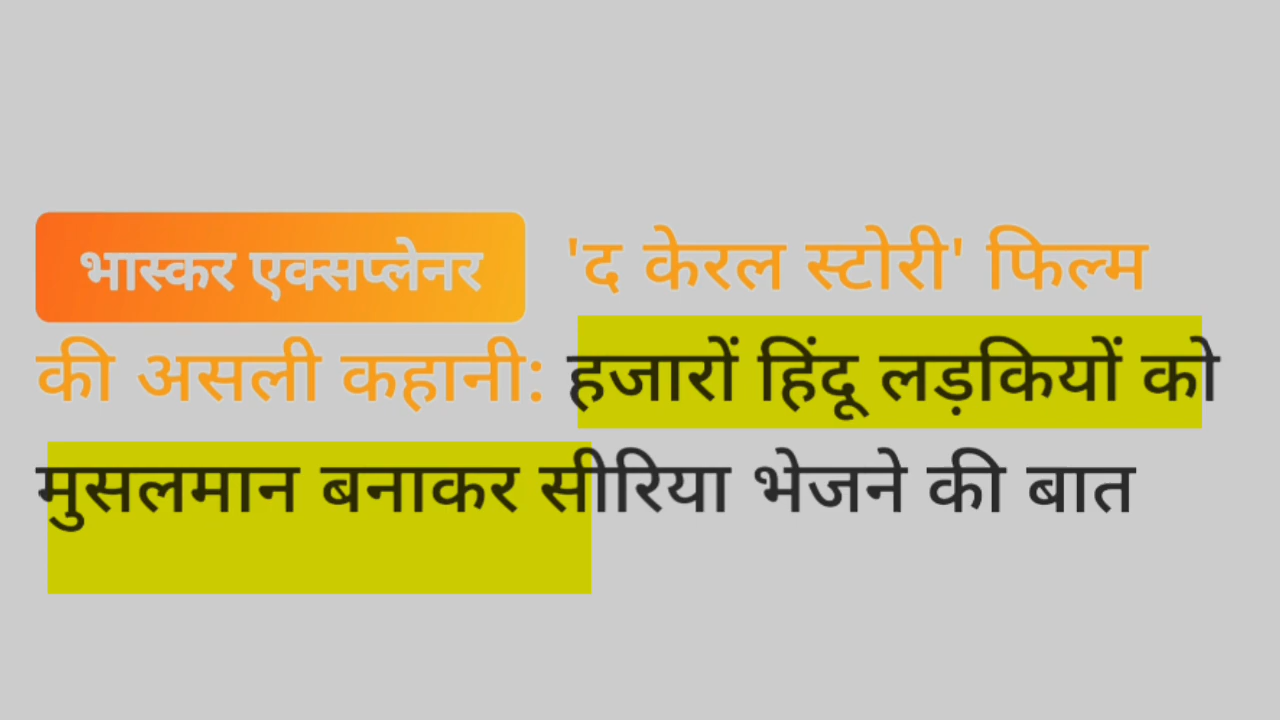 भास्कर एक्सप्लेनर 'द केरल स्टोरी' फिल्म
की असली कहानी: हजारों हिंदू लड़कियों को
मुसलमान बनाकर सीरिया भेजने की बात